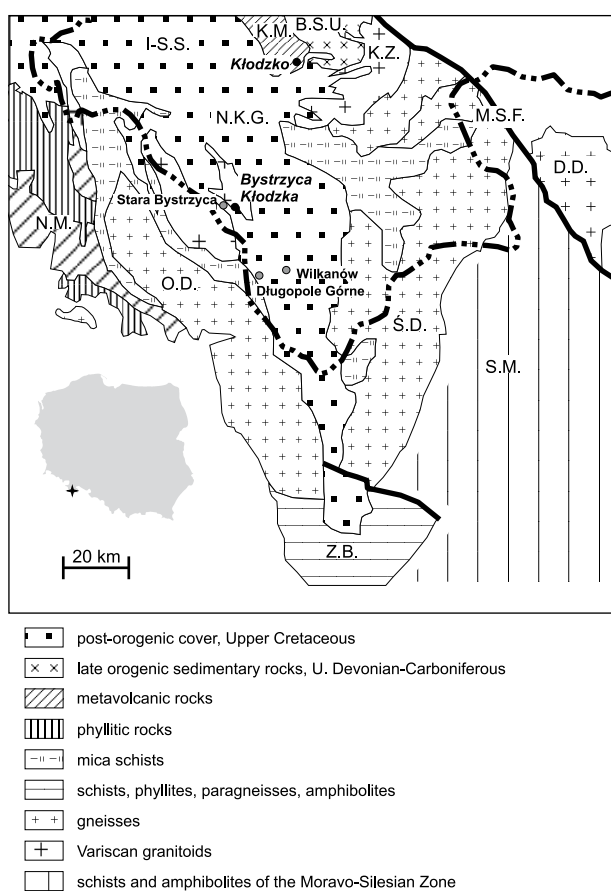 K.M.
B.S.U.
I-S.S.
K.Z.
Kłodzko
N.K.G.
M.S.F.
D.D.
Bystrzyca
Kłodzka
Stara Bystrzyca
N.M.
Wilkanów
O.D.
Długopole Górne
Ś.D.
S.M.
20 km
Z.B.
post-orogenic cover, Upper Cretaceous
late orogenic sedimentary rocks, U. Devonian-Carboniferous
metavolcanic rocks
phyllitic rocks
mica schists
schists, phyllites, paragneisses, amphibolites
gneisses
Variscan granitoids
schists and amphibolites of the Moravo-Silesian Zone